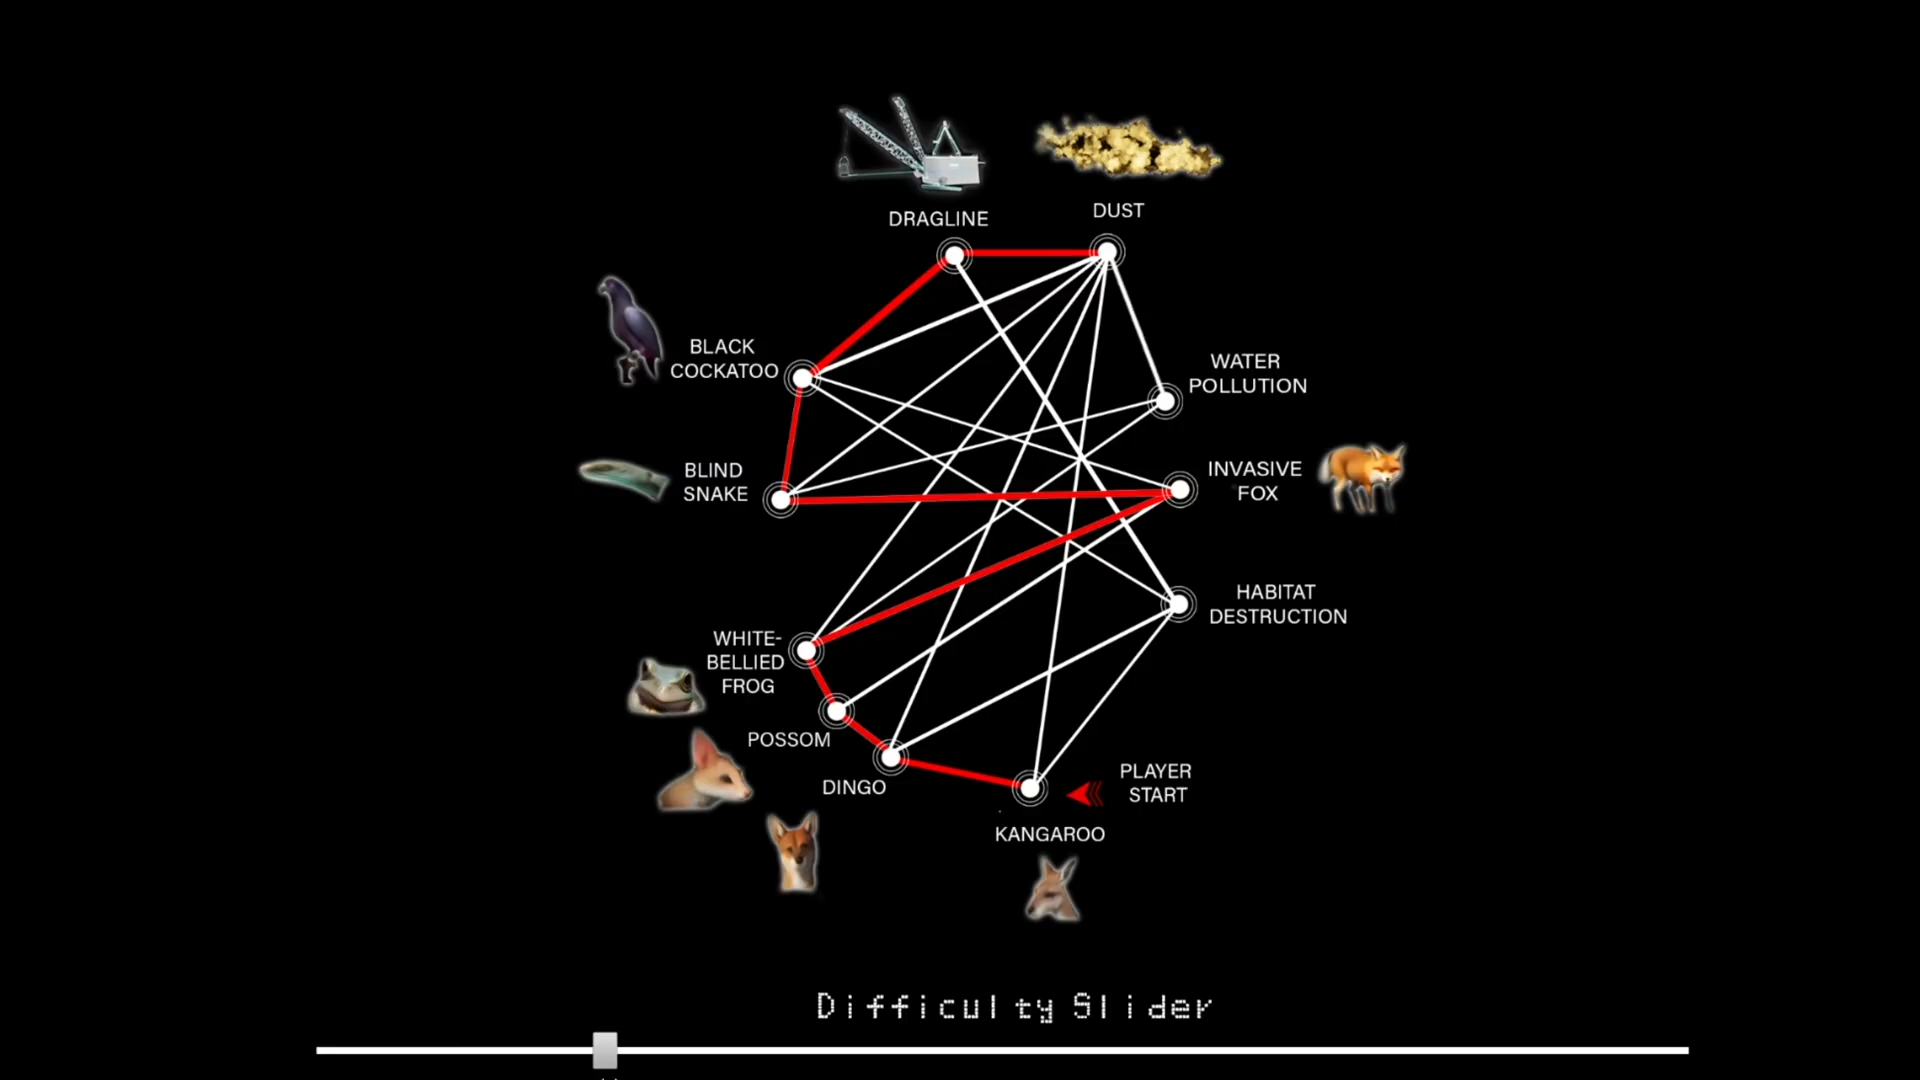 DRAGLINE
DUST
BLACK
COCKATOO
WATER
POLLUTION
BLIND
SNAKE
INVASIVE
FOX
HABITAT
DESTRUCTION
WHITE-
BELLIED
FROG
POSSOM
DINGO
PLAYER
START
KANGAROO
Difficulty Slider